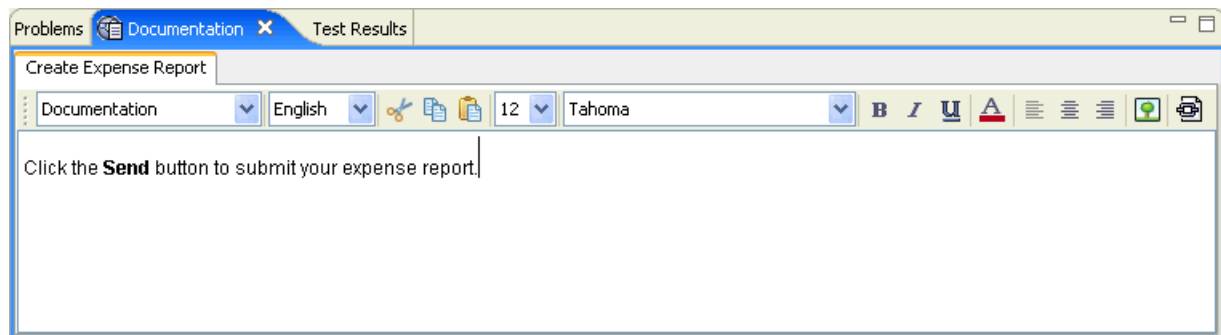 Problems Documentation Test Results
Create Expense Report
Documentation English 12 Tahoma B I U A
Click the Send button to submit your expense report.